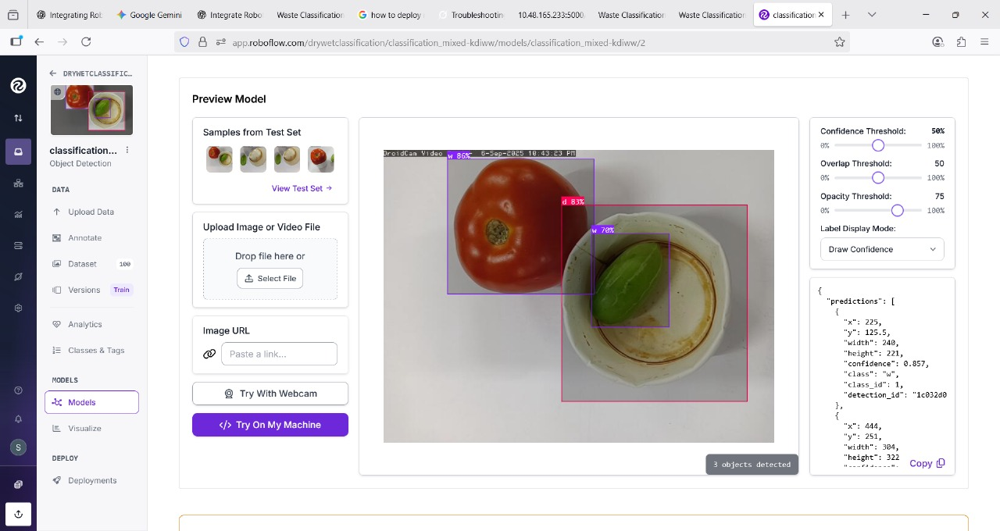 Integrating Rob
Google Gemini
Integrate Robo
Waste Classification
how to deploy
Troubleshootin
10.48.165.233:5000
Waste Classification
Waste Classification
classification
app.roboflow.com/drywetclassification/classification_mixed-kdiww/models/classification_mixed-kdiww/2
DRYWETCLASSIFIC...
classification...
Object Detection
DATA
Upload Data
Annotate
Dataset 100
Versions Train
Analytics
Classes & Tags
MODELS
Models
Visualize
DEPLOY
Deployments
S
Preview Model
Samples from Test Set
View Test Set →
Upload Image or Video File
Drop file here or
Select File
Image URL
Paste a link...
Try With Webcam
</> Try On My Machine
DroidCam Video 6-Sep-2025 10:43:23 PM
w 86%
d 83%
w 70%
3 objects detected
Confidence Threshold: 50%
0% 100%
Overlap Threshold: 50
0% 100%
Opacity Threshold: 75
0% 100%
Label Display Mode:
Draw Confidence
{
"predictions": [
{
"x": 225,
"y": 125.5,
"width": 240,
"height": 221,
"confidence": 0.857,
"class": "w",
"class_id": 1,
"detection_id": "1c032d0
},
{
"x": 444,
"y": 251,
"width": 304,
"height": 322
Copy